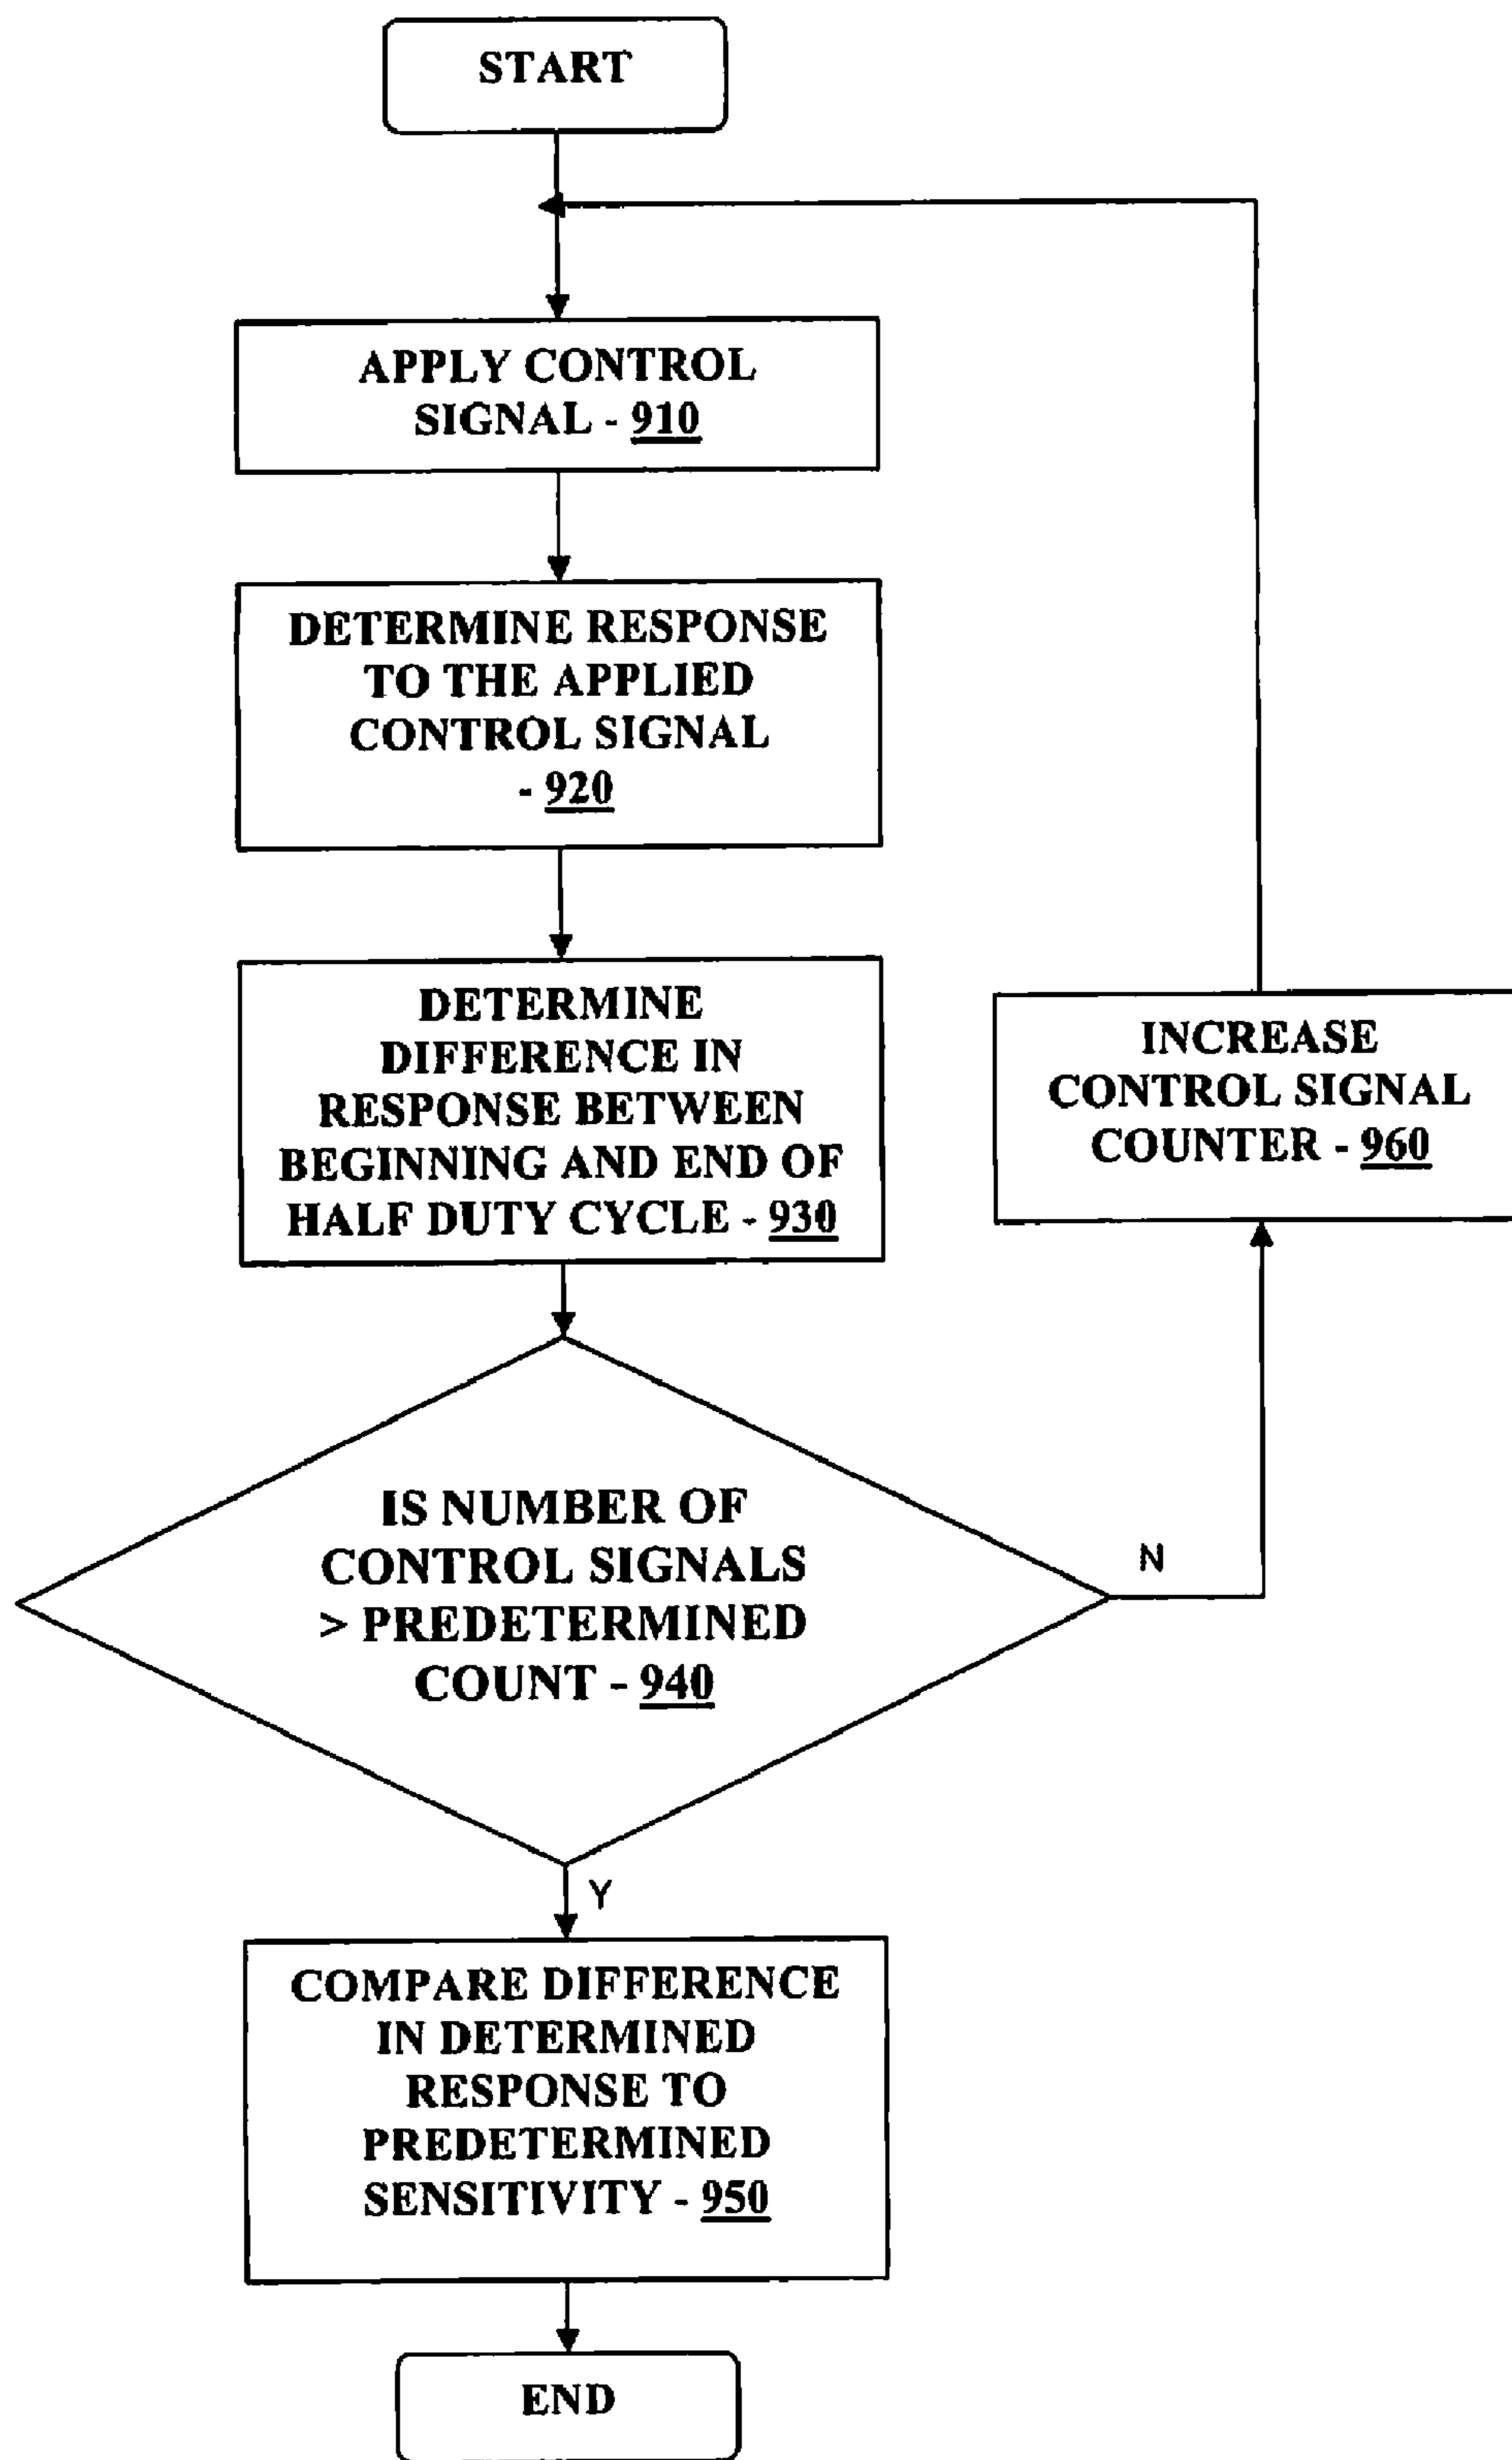 START
APPLY CONTROL
SIGNAL - 910
DETERMINE RESPONSE
TO THE APPLIED
CONTROL SIGNAL
- 920
DETERMINE
DIFFERENCE IN
RESPONSE BETWEEN
BEGINNING AND END OF
HALF DUTY CYCLE - 930
INCREASE
CONTROL SIGNAL
COUNTER - 960
IS NUMBER OF
CONTROL SIGNALS
> PREDETERMINED
COUNT - 940
N
Y
COMPARE DIFFERENCE
IN DETERMINED
RESPONSE TO
PREDETERMINED
SENSITIVITY - 950
END